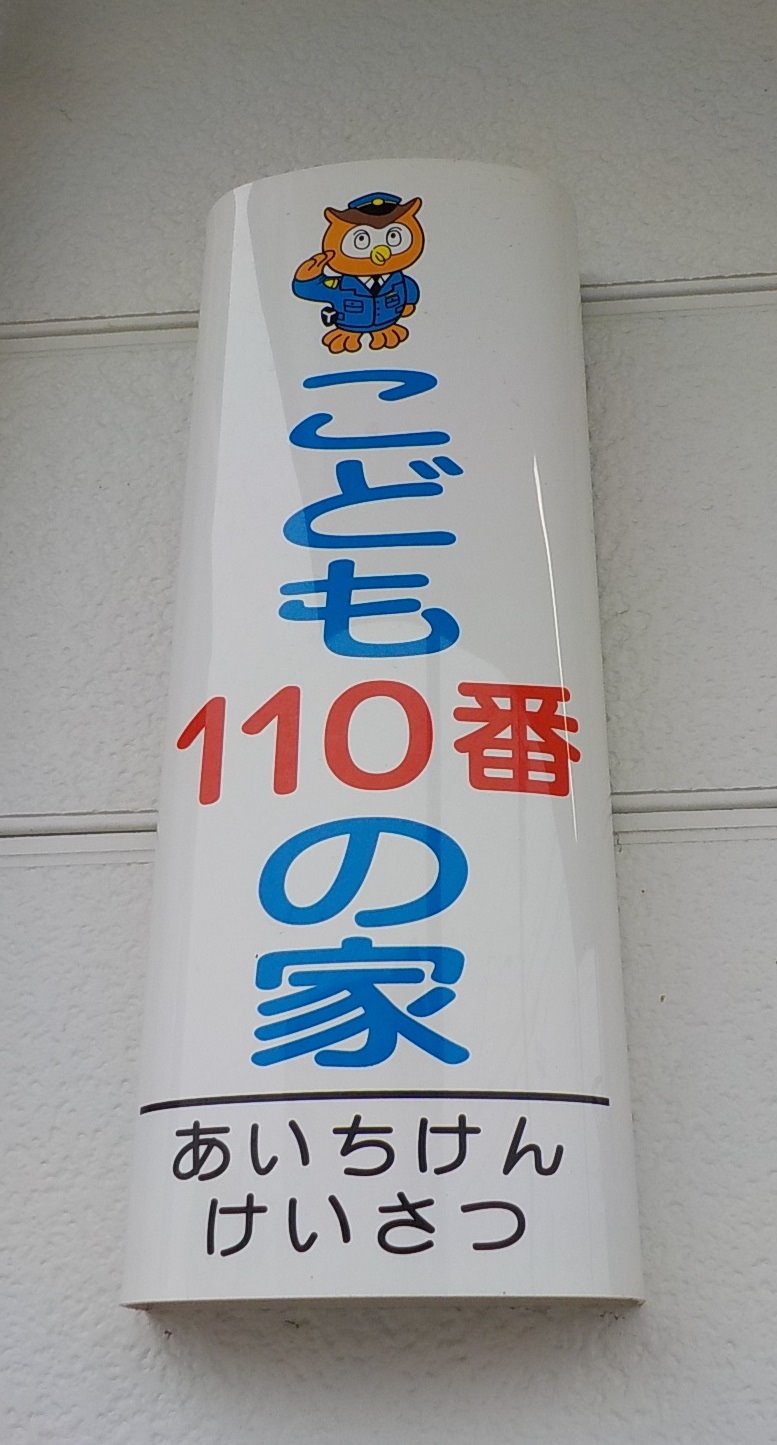 こども
110番
の家
あいちけん
けいさつ